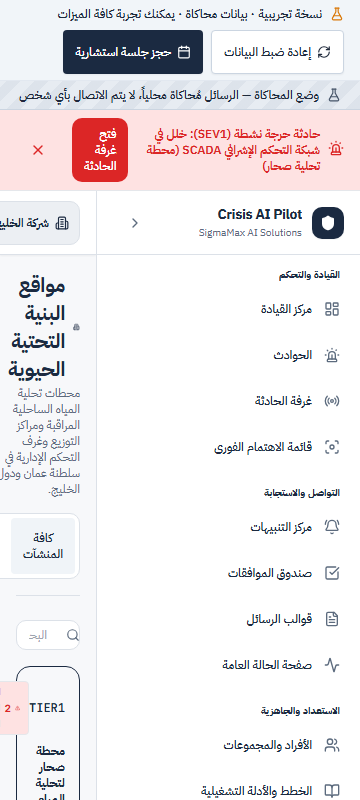 نسخة تجريبية · بيانات محاكاة · يمكنك تجربة كافة الميزات
إعادة ضبط البيانات
حجز جلسة استشارية
وضع المحاكاة — الرسائل مُحاكاة محلياً، لا يتم الاتصال بأي شخص
حادثة حرجة نشطة (SEV1): خلل في
شبكة التحكم الإشرافي SCADA (محطة
تحلية صحار)
فتح
غرفة
الحادثة
Crisis AI Pilot
SigmaMax AI Solutions
القيادة والتحكم
مركز القيادة
الحوادث
غرفة الحادثة
قائمة الاهتمام الفوري
التواصل والاستجابة
مركز التنبيهات
صندوق الموافقات
قوالب الرسائل
صفحة الحالة العامة
الاستعداد والجاهزية
الأفراد والمجموعات
الخطط والأدلة التشغيلية
شركة
مواقع
البنية
التحتية
الحيوية
محطات تحلية
المياه الساحلية
المراقبة ومراكز
التوزيع وغرف
التحكم الإدارية في
سلطنة عمان ودول
الخليج.
كافة
المنشآت
TIER1
2
محطة
صحار
لتحلية
المياه